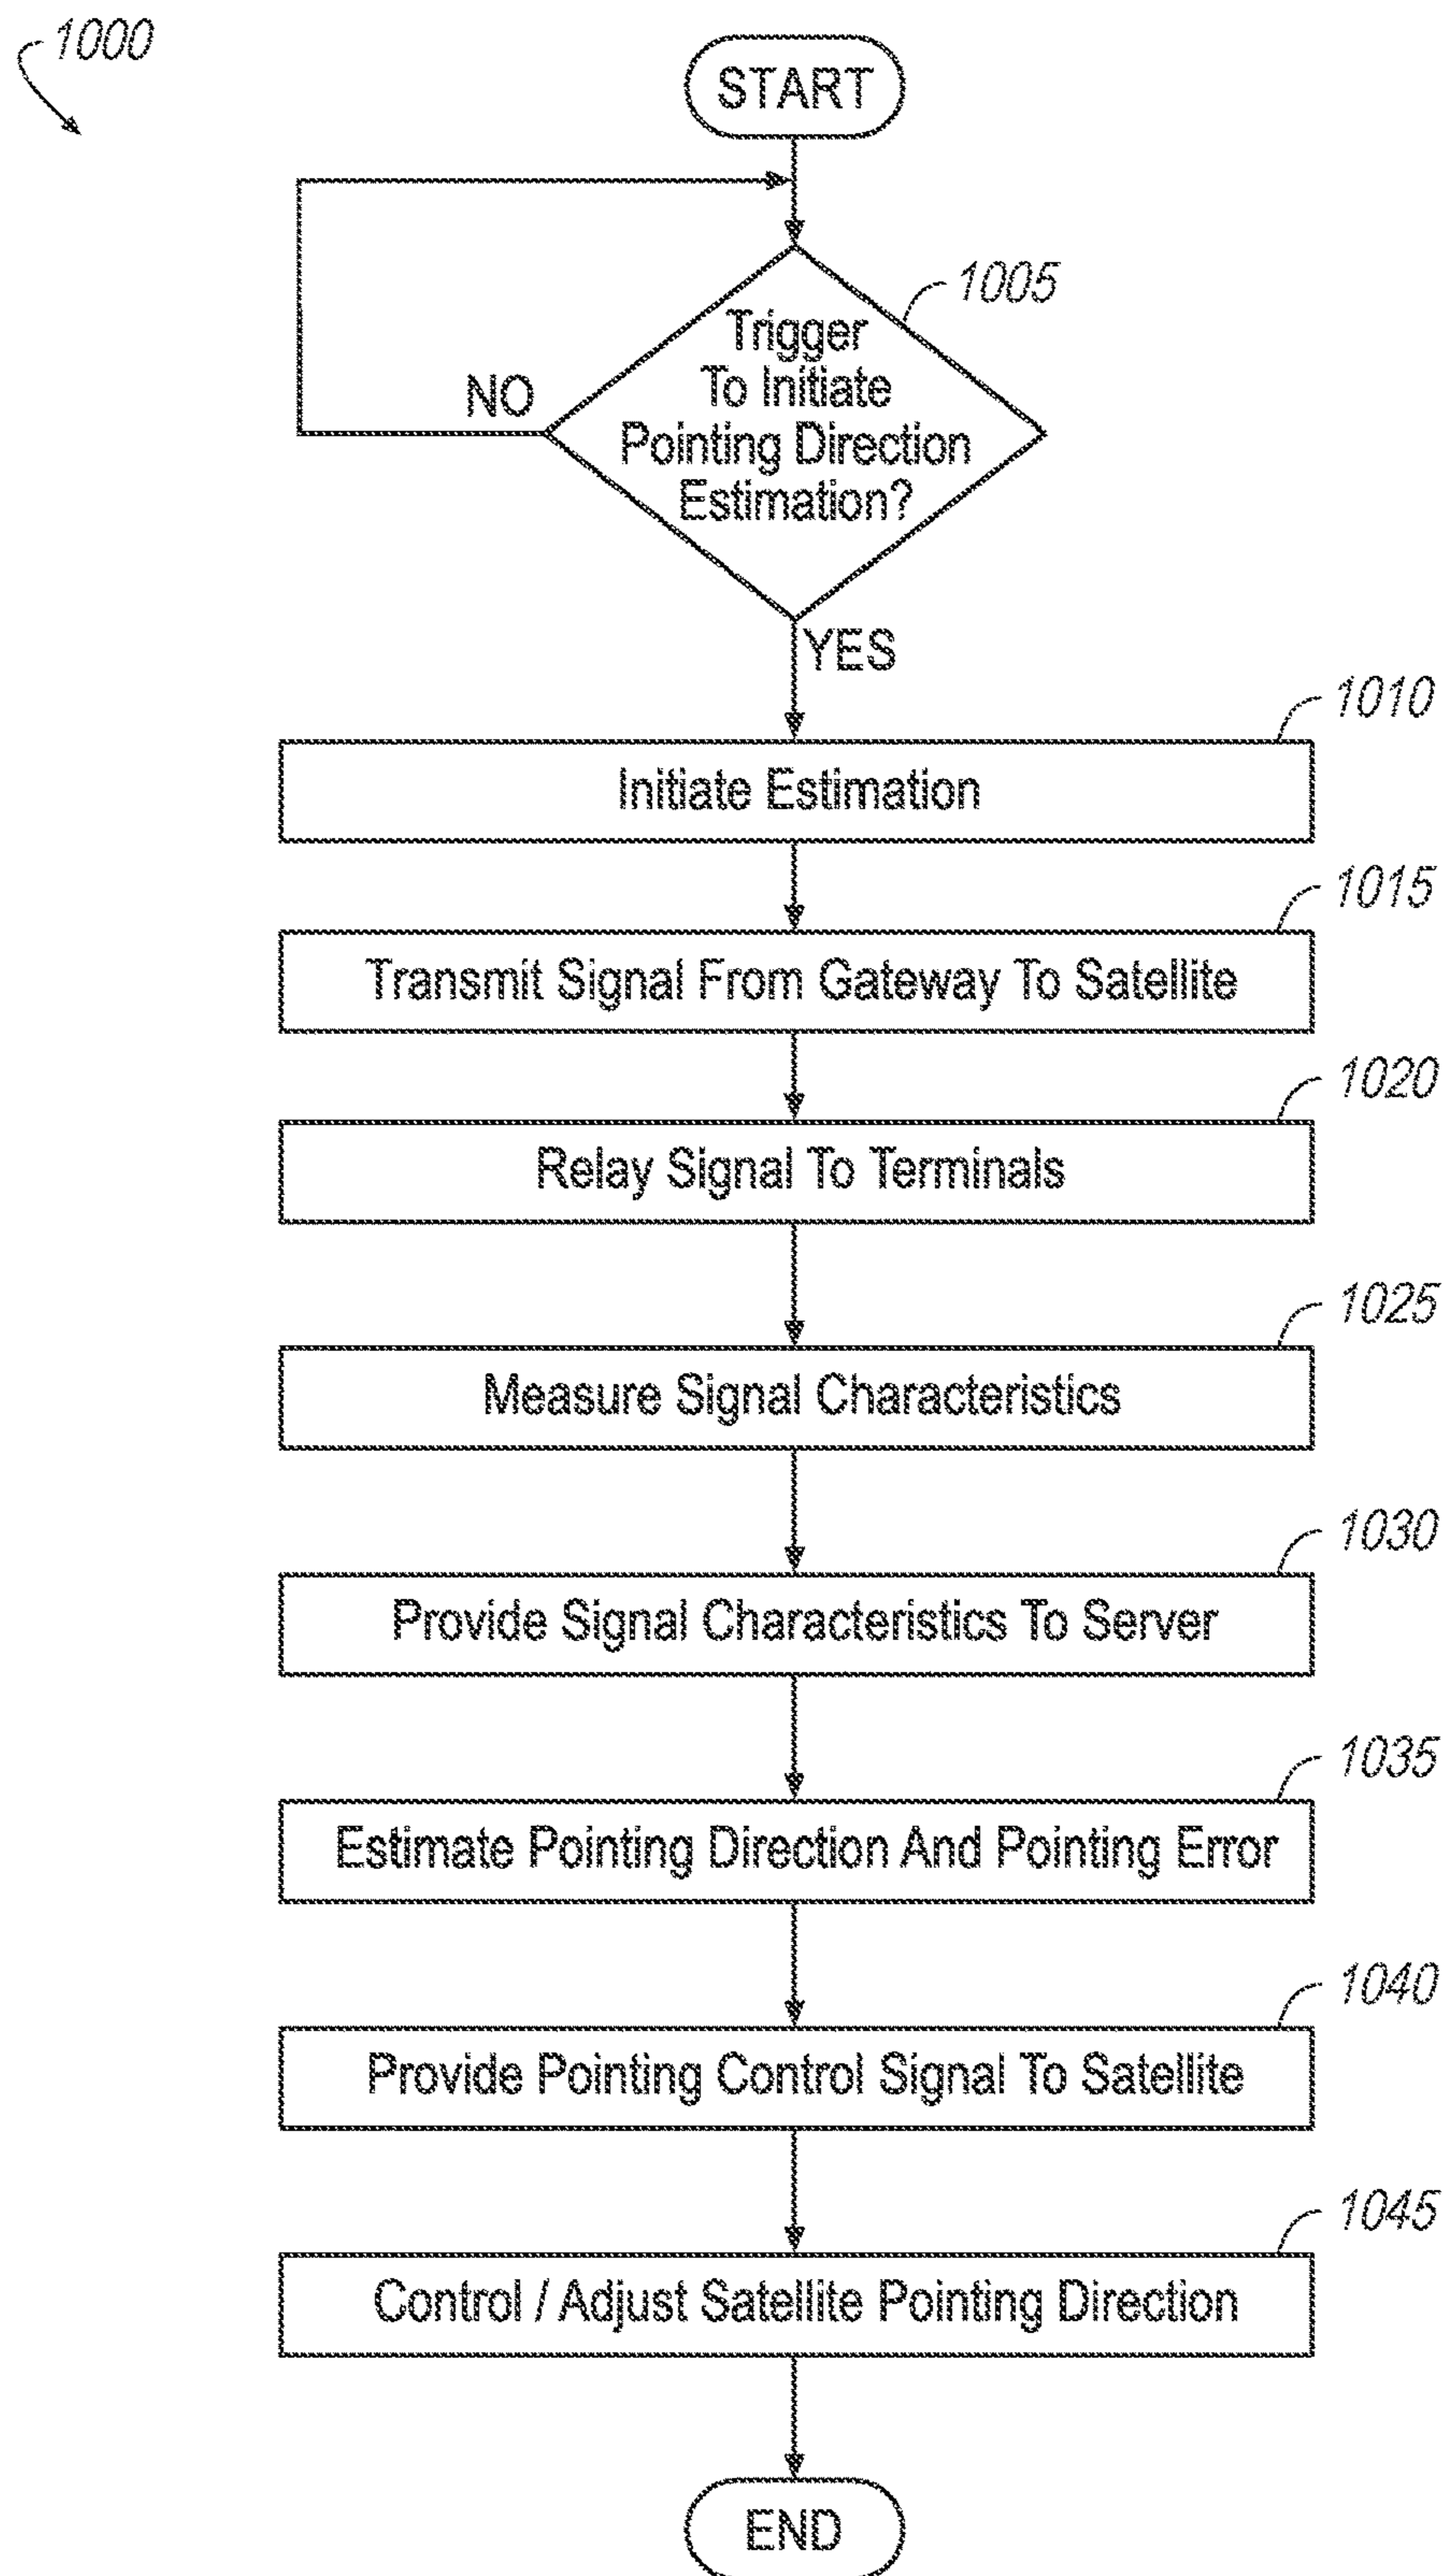 1000
START
1005
Trigger
To Initiate
Pointing Direction
Estimation?
NO
YES
1010
Initiate Estimation
1015
Transmit Signal From Gateway To Satellite
1020
Relay Signal To Terminals
1025
Measure Signal Characteristics
1030
Provide Signal Characteristics To Server
1035
Estimate Pointing Direction And Pointing Error
1040
Provide Pointing Control Signal To Satellite
1045
Control / Adjust Satellite Pointing Direction
END